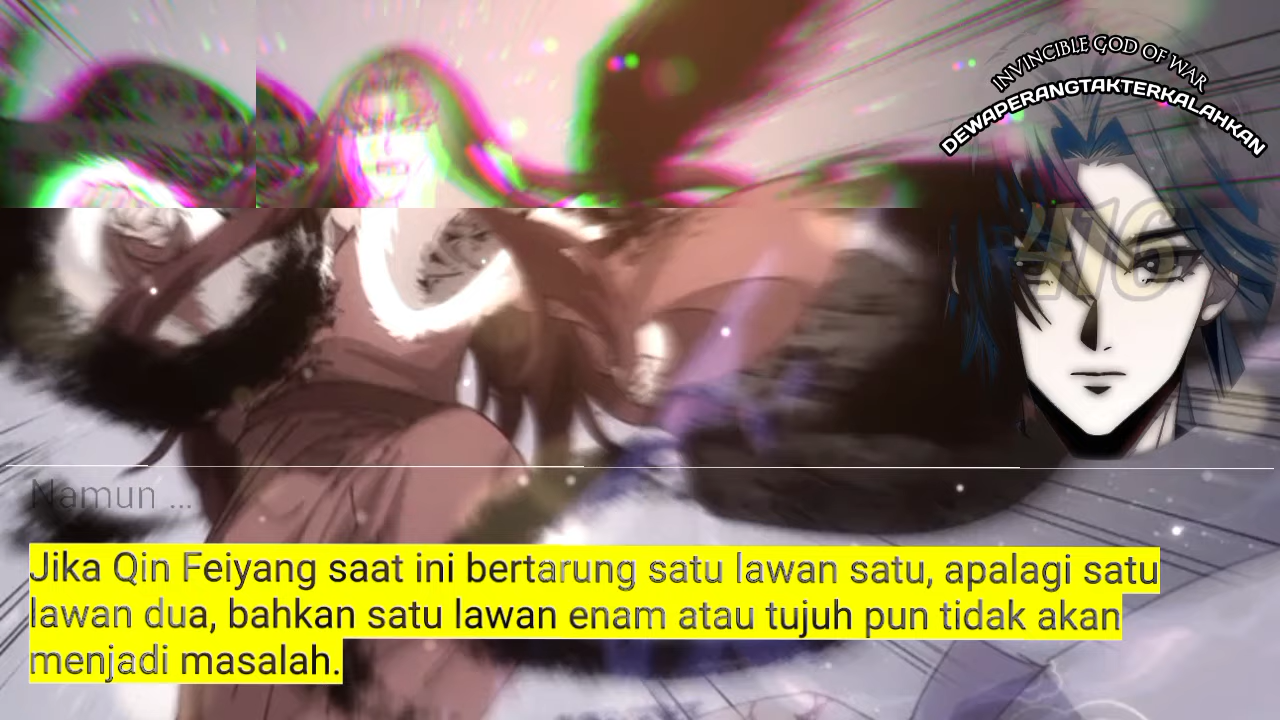 INVINCIBLE GOD OF WAR
DEWAPERANGTAKTERKALAHKAN
416
Namun ...
Jika Qin Feiyang saat ini bertarung satu lawan satu, apalagi satu
lawan dua, bahkan satu lawan enam atau tujuh pun tidak akan
menjadi masalah.